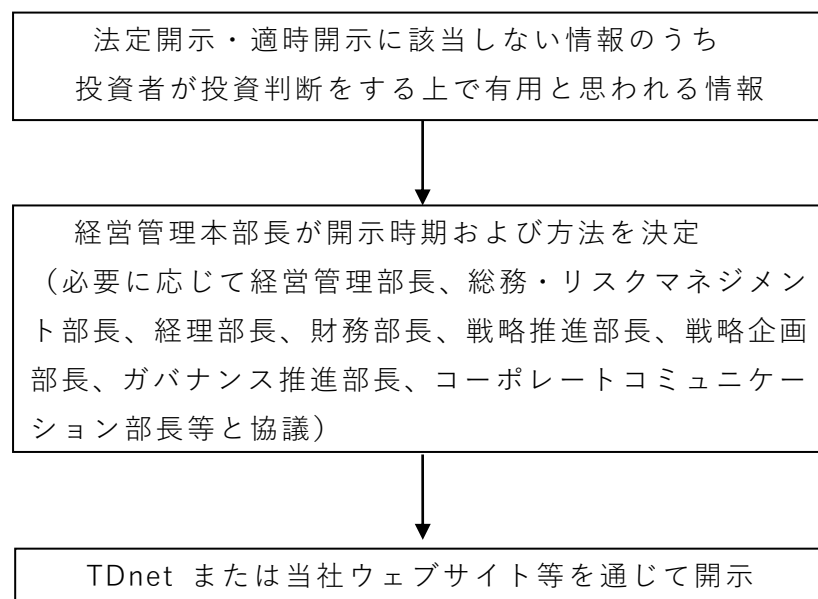 法定開示・適時開示に該当しない情報のうち
投資者が投資判断をする上で有用と思われる情報
経営管理本部長が開示時期および方法を決定
（必要に応じて経営管理部長、総務・リスクマネジメン
ト部長、経理部長、財務部長、戦略推進部長、戦略企画
部長、ガバナンス推進部長、コーポレートコミュニケー
ション部長等と協議）
TDnet または当社ウェブサイト等を通じて開示